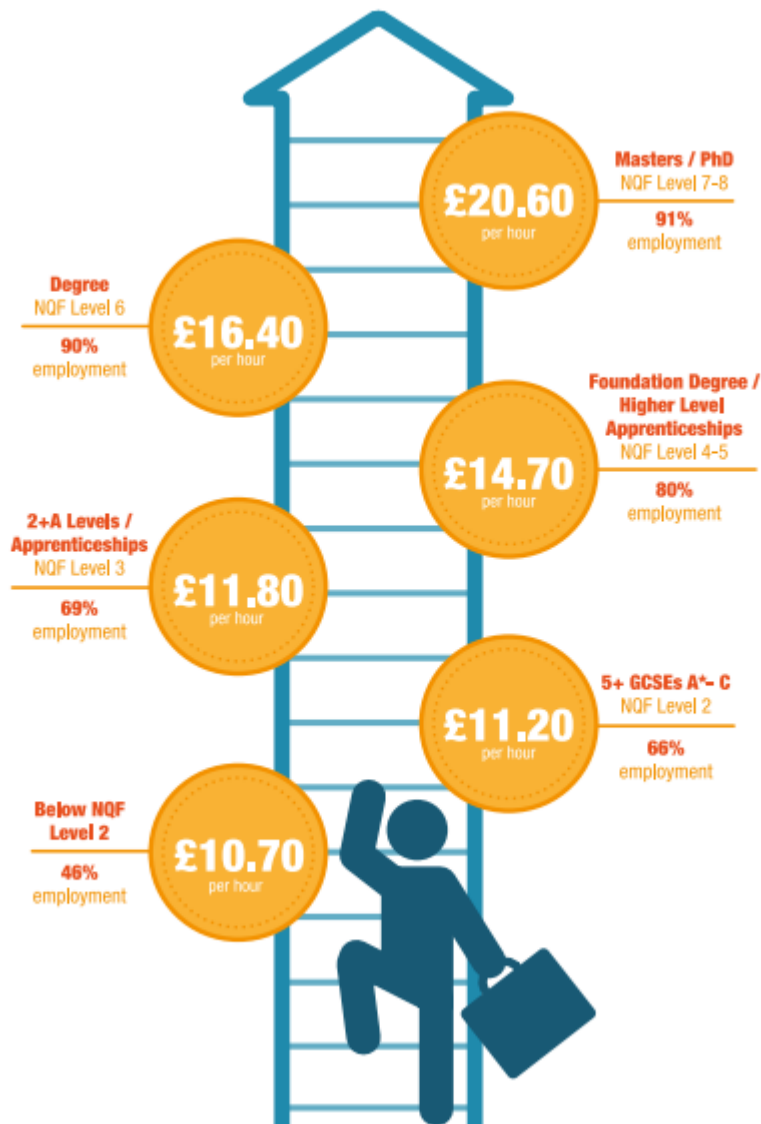 £20.60
per hour
Masters / PhD
NQF Level 7-8
91%
employment
Degree
NQF Level 6
90%
employment
£16.40
per hour
Foundation Degree /
Higher Level
Apprenticeships
NQF Level 4-5
80%
employment
£14.70
per hour
2+A Levels /
Apprenticeships
NQF Level 3
69%
employment
£11.80
per hour
5+ GCSEs A*– C
NQF Level 2
66%
employment
£11.20
per hour
Below NQF
Level 2
46%
employment
£10.70
per hour